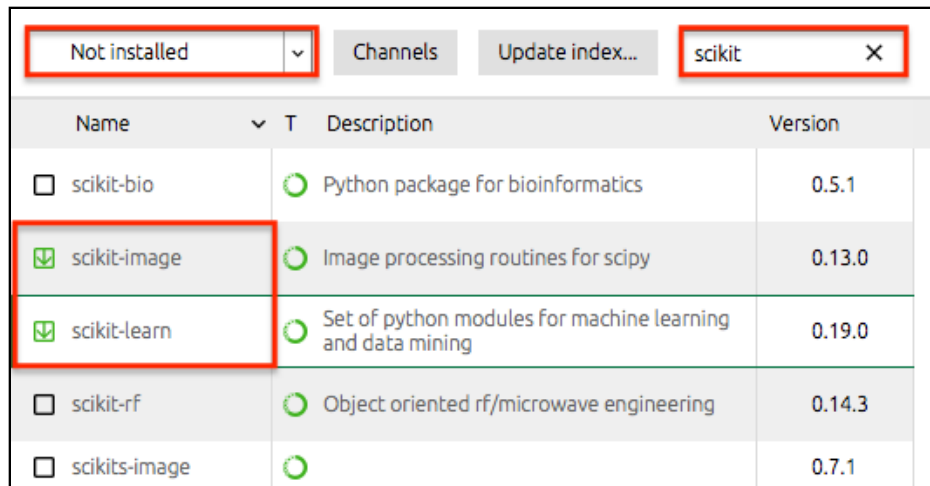 Not installed Channels Update index... scikit
Name T Description Version
scikit-bio Python package for bioinformatics 0.5.1
scikit-image Image processing routines for scipy 0.13.0
scikit-learn Set of python modules for machine learning 0.19.0
and data mining
scikit-rf Object oriented rf/microwave engineering 0.14.3
scikits-image 0.7.1